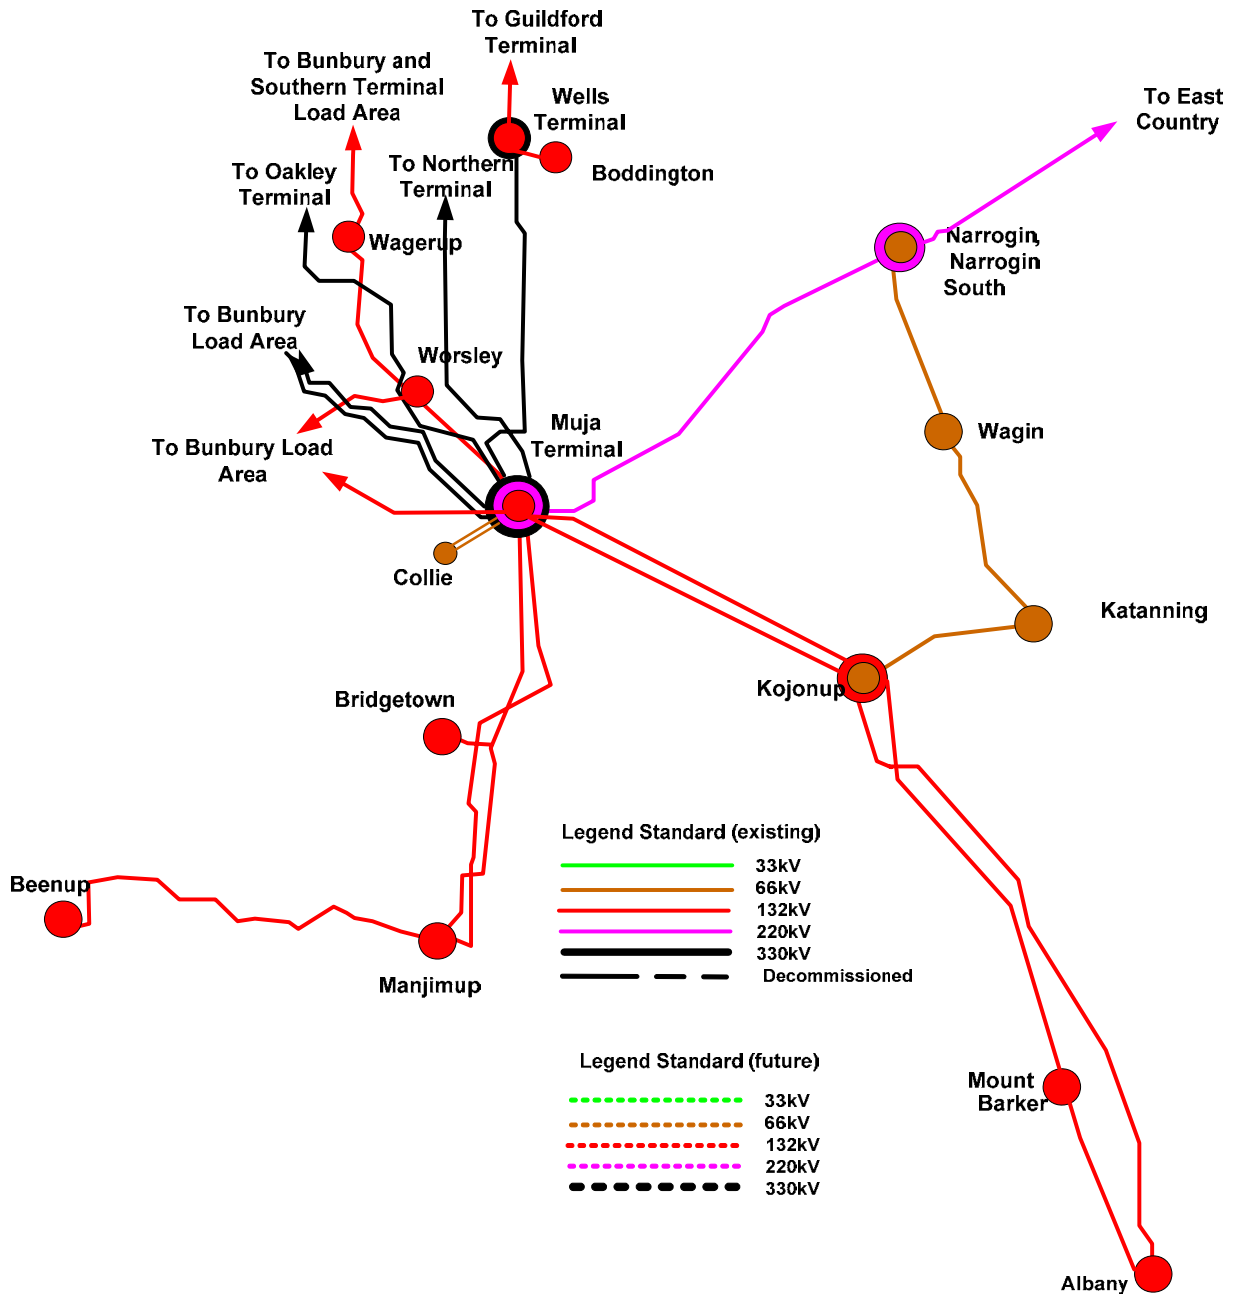 To Guildford
Terminal
To Bunbury and
Southern Terminal
Load Area
Wells
Terminal
To East
Country
To Oakley
Terminal
To Northern
Terminal
Boddington
Wagerup
Narrogin,
Narrogin
South
To Bunbury
Load Area
Worsley
Muja
Terminal
Wagin
To Bunbury Load
Area
Collie
Katanning
Kojonup
Bridgetown
Legend Standard (existing)
33kV
66kV
132kV
220kV
330kV
Decommissioned
Beenup
Manjimup
Legend Standard (future)
33kV
66kV
132kV
220kV
330kV
Mount
Barker
Albany